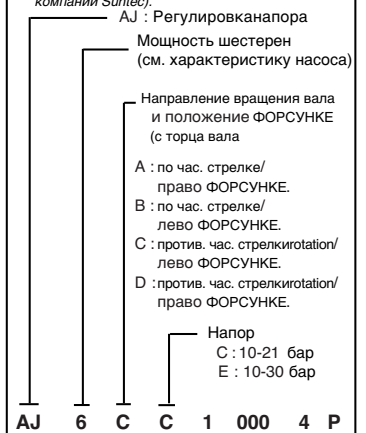 компании Suntec).
AJ : Регулировканапора
Мощность шестерен
(см. характеристику насоса)
Направление вращения вала
и положение ФОРСУНКЕ
(с торца вала
A : по час. стрелке/
право ФОРСУНКЕ.
B : по час. стрелке/
лево ФОРСУНКЕ.
C : против. час. стрелкиrotation/
лево ФОРСУНКЕ.
D : против. час. стрелкиrotation/
право ФОРСУНКЕ.
Напор
C : 10-21 бар
E : 10-30 бар
AJ 6 C C 1 000 4 P